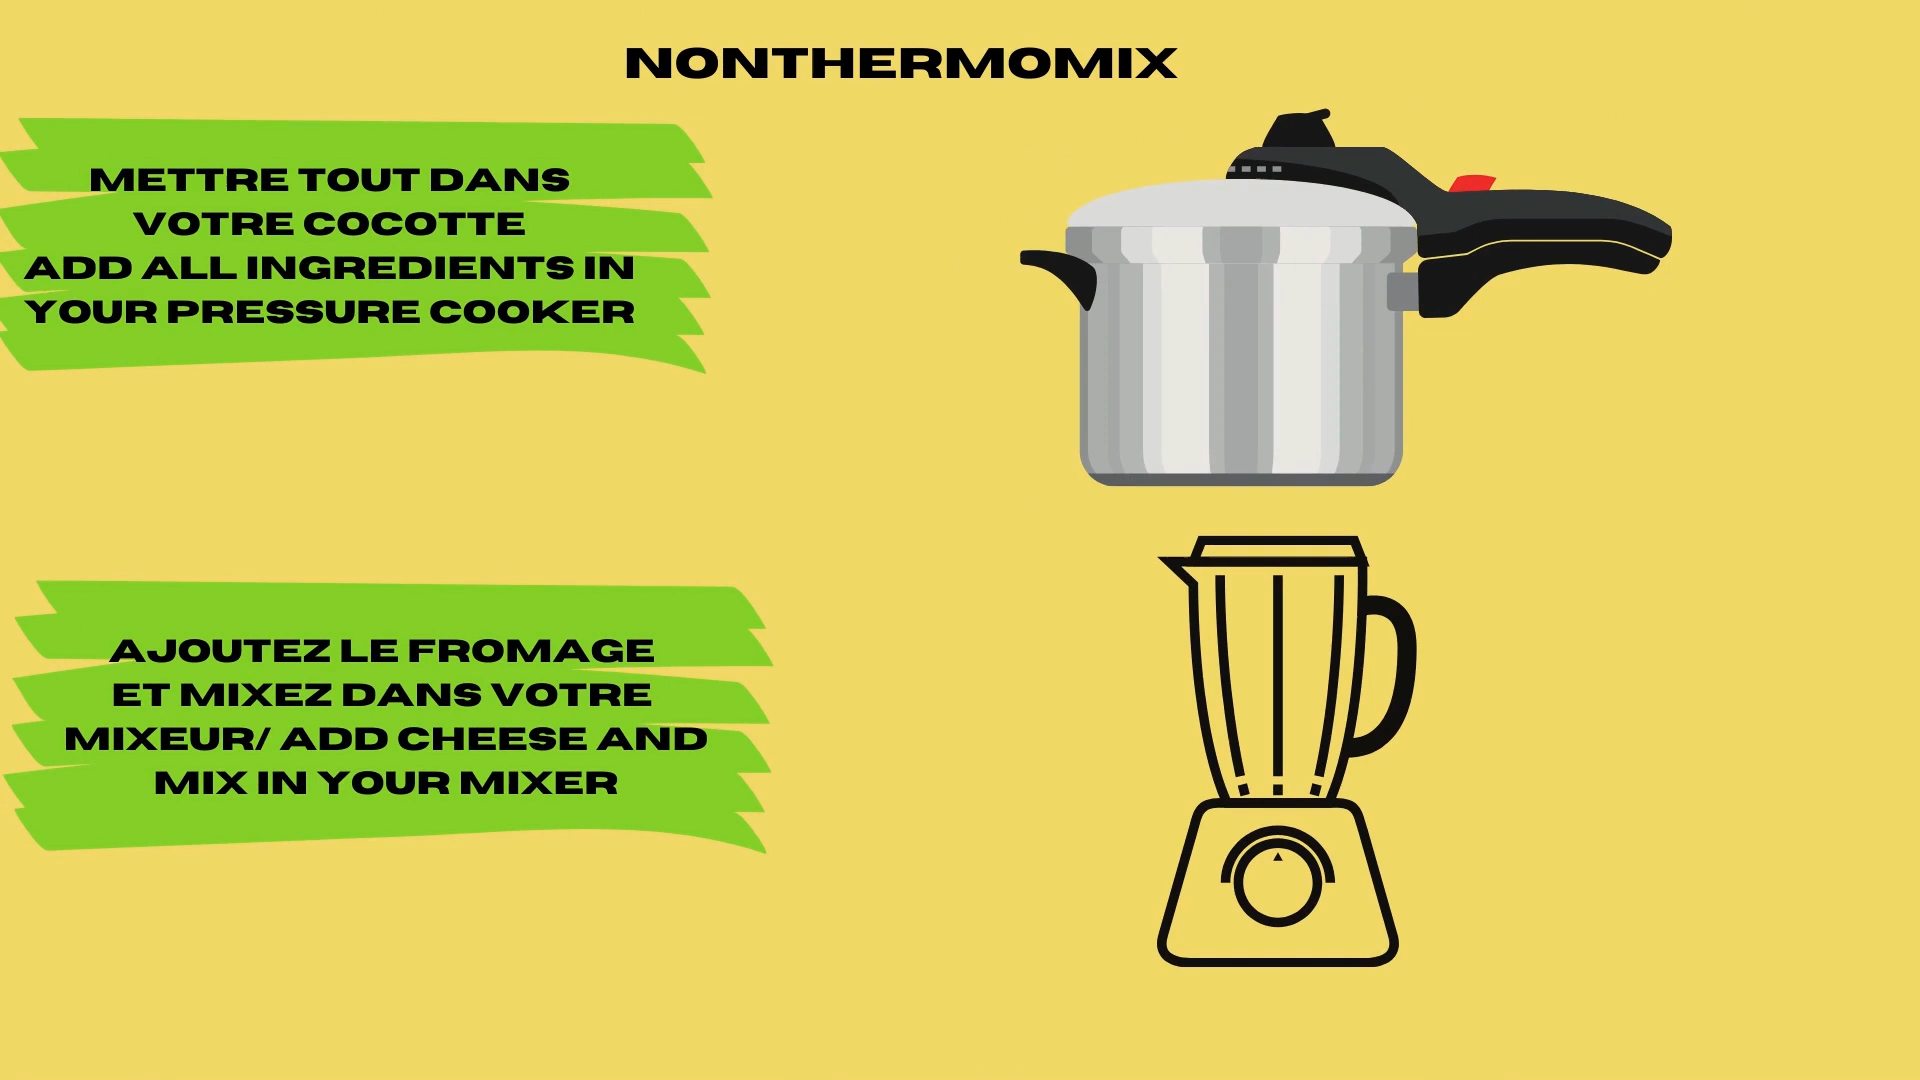 NONTHERMOMIX
METTRE TOUT DANS
VOTRE COCOTTE
ADD ALL INGREDIENTS IN
YOUR PRESSURE COOKER
AJOUTEZ LE FROMAGE
ET MIXEZ DANS VOTRE
MIXEUR/ ADD CHEESE AND
MIX IN YOUR MIXER